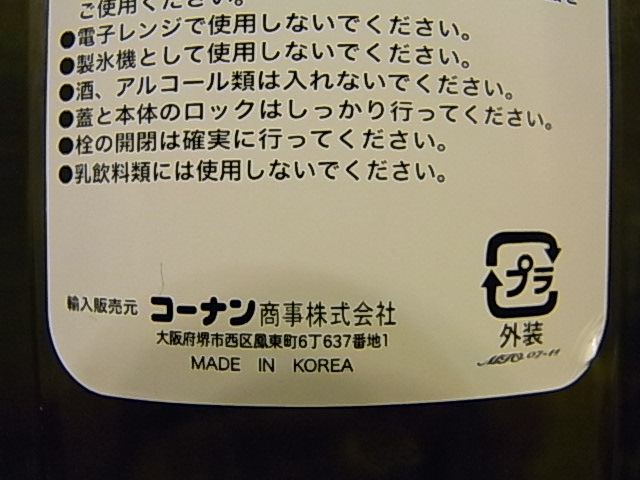 ご使用ください。
●電子レンジで使用しないでください。
●製氷機として使用しないでください。
●酒、アルコール類は入れないでください。
●蓋と本体のロックはしっかり行ってください。
●栓の開閉は確実に行ってください。
●乳飲料類には使用しないでください。
輸入販売元 コーナン商事株式会社
大阪府堺市西区鳳東町6丁637番地1
MADE IN KOREA
プラ
外装
07-11